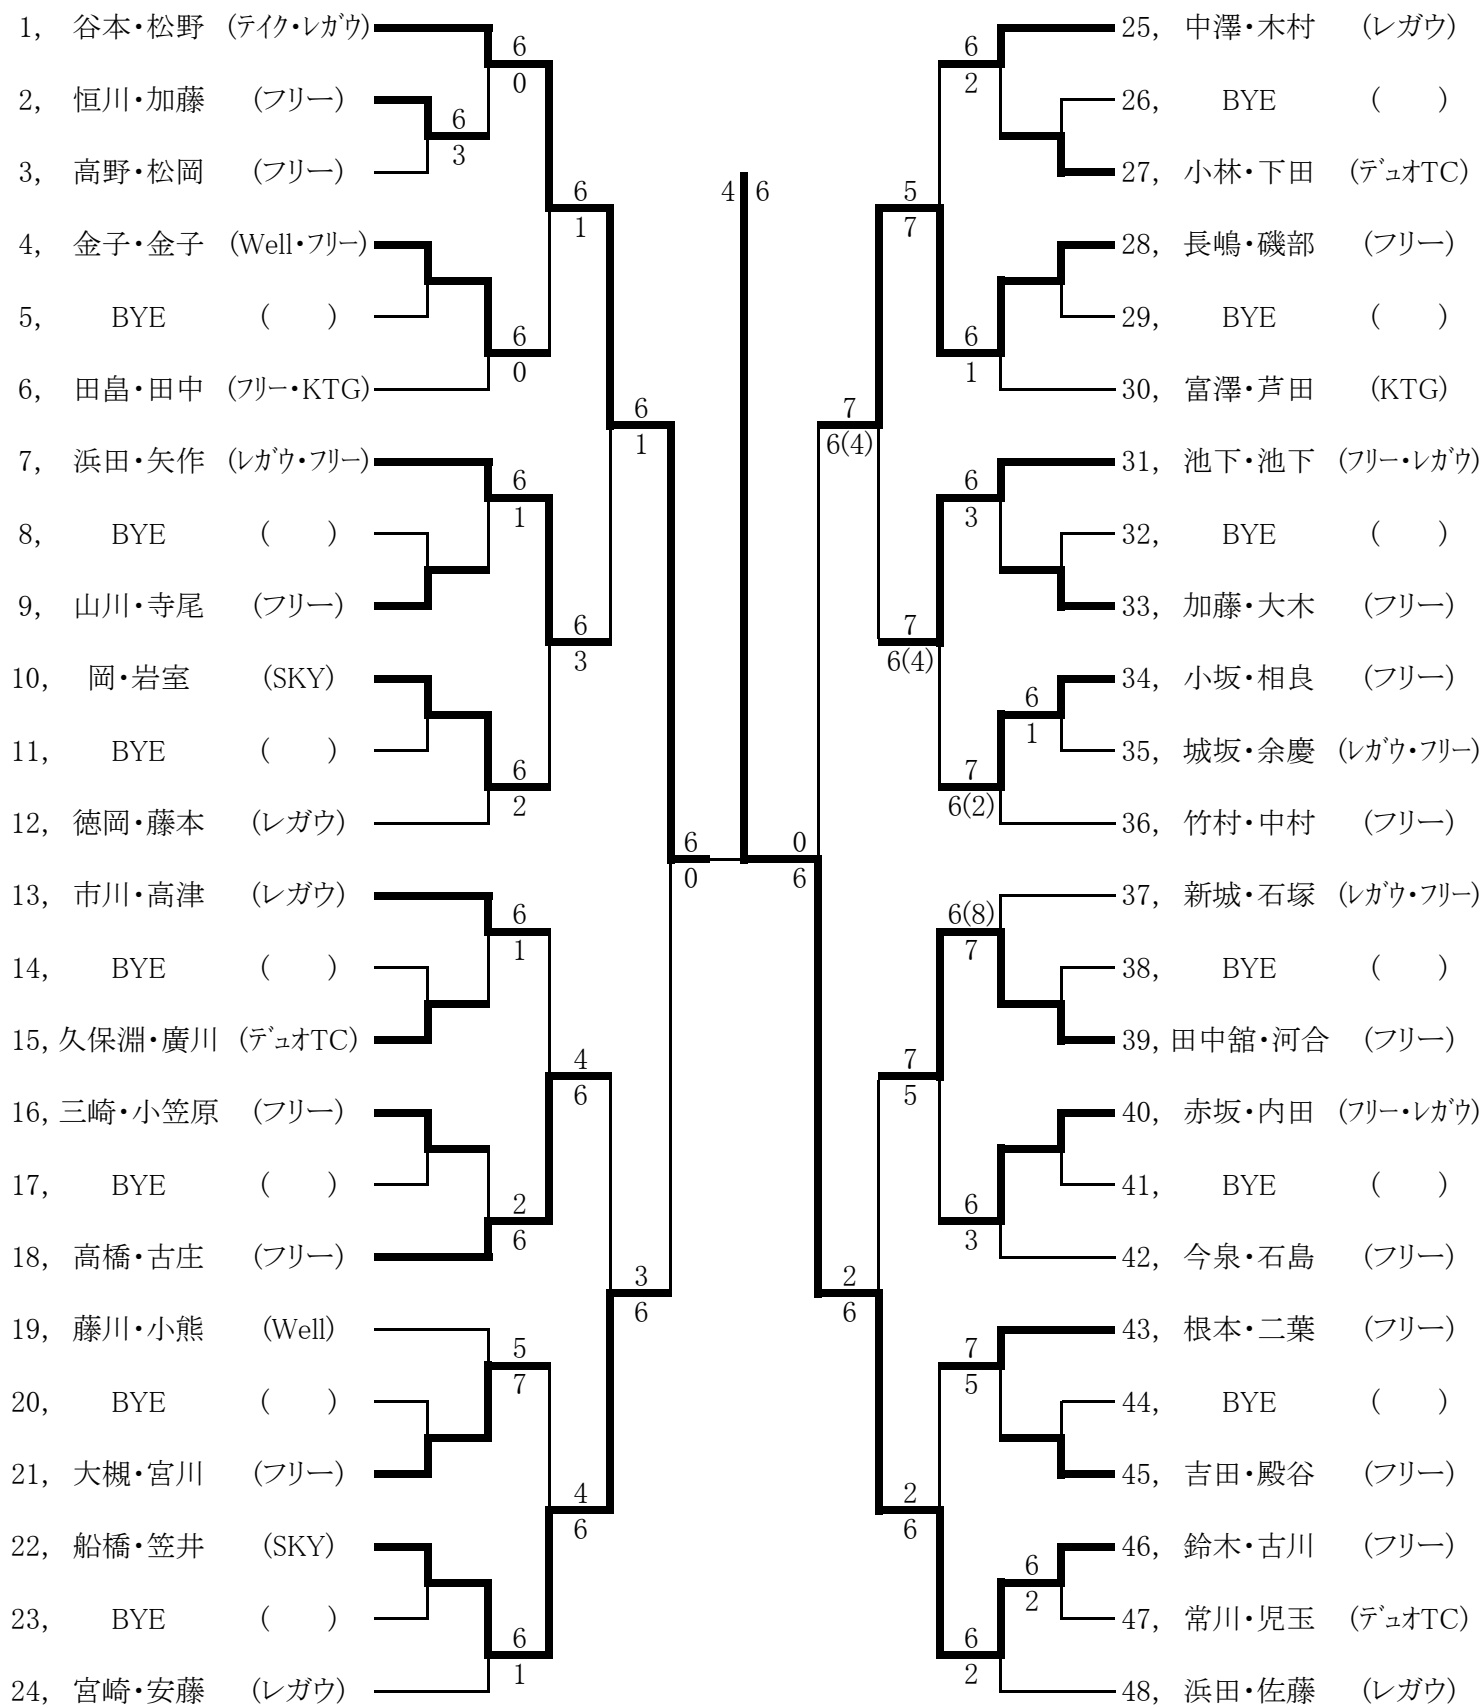 1, 谷本・松野 (テイク・レガウ)
2, 恒川・加藤 (フリー)
3, 高野・松岡 (フリー)
4, 金子・金子 (Well・フリー)
5, BYE ( )
6, 田畠・田中 (フリー・KTG)
7, 浜田・矢作 (レガウ・フリー)
8, BYE ( )
9, 山川・寺尾 (フリー)
10, 岡・岩室 (SKY)
11, BYE ( )
12, 徳岡・藤本 (レガウ)
13, 市川・高津 (レガウ)
14, BYE ( )
15, 久保淵・廣川 (デュオTC)
16, 三崎・小笠原 (フリー)
17, BYE ( )
18, 高橋・古庄 (フリー)
19, 藤川・小熊 (Well)
20, BYE ( )
21, 大槻・宮川 (フリー)
22, 船橋・笠井 (SKY)
23, BYE ( )
24, 宮崎・安藤 (レガウ)
6
3
6
0
6
0
6
1
6
2
6
1
2
6
5
7
6
1
6
1
6
3
4
6
4
6
6
1
3
6
6
0
4 6
0
6
7
6(4)
2
6
5
7
7
6(4)
7
5
2
6
6
2
6
1
6
3
7
6(2)
6(8)
7
6
3
7
5
6
2
6
1
6
2
25, 中澤・木村 (レガウ)
26, BYE ( )
27, 小林・下田 (デュオTC)
28, 長嶋・磯部 (フリー)
29, BYE ( )
30, 富澤・芦田 (KTG)
31, 池下・池下 (フリー・レガウ)
32, BYE ( )
33, 加藤・大木 (フリー)
34, 小坂・相良 (フリー)
35, 城坂・余慶 (レガウ・フリー)
36, 竹村・中村 (フリー)
37, 新城・石塚 (レガウ・フリー)
38, BYE ( )
39, 田中舘・河合 (フリー)
40, 赤坂・内田 (フリー・レガウ)
41, BYE ( )
42, 今泉・石島 (フリー)
43, 根本・二葉 (フリー)
44, BYE ( )
45, 吉田・殿谷 (フリー)
46, 鈴木・古川 (フリー)
47, 常川・児玉 (デュオTC)
48, 浜田・佐藤 (レガウ)